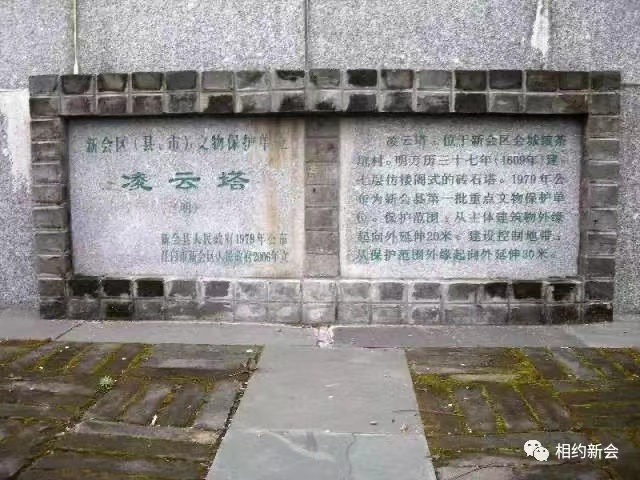 新会区（县、市）文物保护单位
凌云塔
（明）
新会县人民政府1979年公布
江门市新会区人民政府2006年立
凌云塔，位于新会区会城镇茶
坑村。明万历三十七年（1609年）建，
七层仿楼阁式的砖石塔。1979年公
布为新会县第一批重点文物保护单
位。保护范围：从主体建筑物外缘
起向外延伸20米。建设控制地带：
从保护范围外缘起向外延伸30米。
相约新会